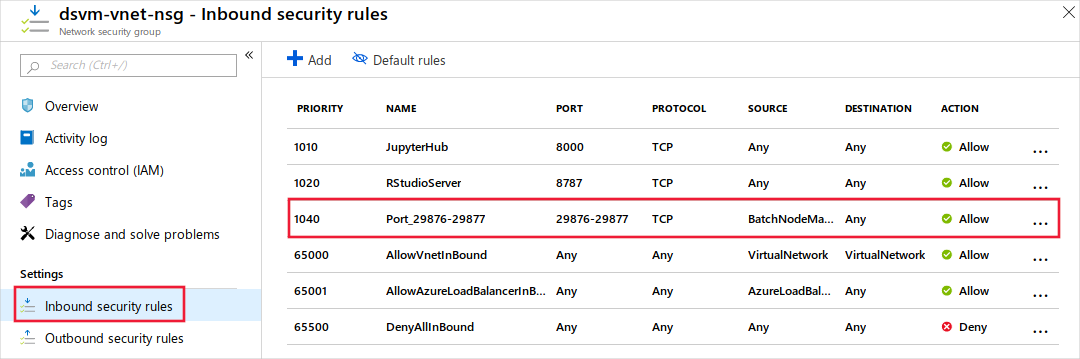 dsvm-vnet-nsg - Inbound security rules
Network security group
Search (Ctrl+/)
Overview
Activity log
Access control (IAM)
Tags
Diagnose and solve problems
Settings
Inbound security rules
Outbound security rules
Add Default rules
PRIORITY NAME PORT PROTOCOL SOURCE DESTINATION ACTION
1010 JupyterHub 8000 TCP Any Any Allow ...
1020 RStudioServer 8787 TCP Any Any Allow ...
1040 Port_29876-29877 29876-29877 TCP BatchNodeMa... Any Allow ...
65000 AllowVnetInBound Any Any VirtualNetwork VirtualNetwork Allow ...
65001 AllowAzureLoadBalancerInB... Any Any AzureLoadBal... Any Allow ...
65500 DenyAllInBound Any Any Any Any Deny ...